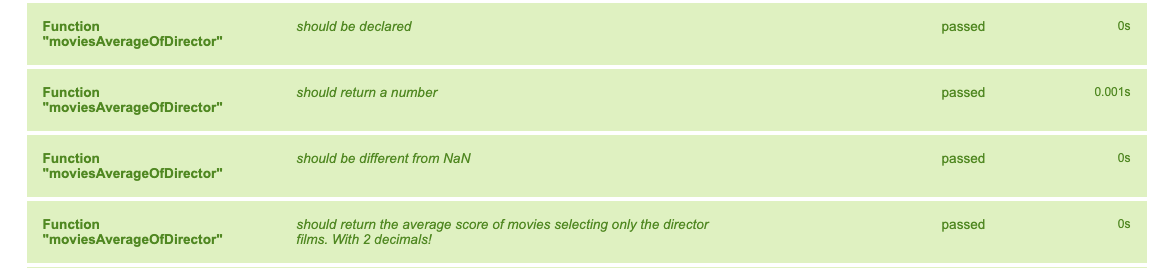 Function should be declared passed 0s
"moviesAverageOfDirector"
Function should return a number passed 0.001s
"moviesAverageOfDirector"
Function should be different from NaN passed 0s
"moviesAverageOfDirector"
Function should return the average score of movies selecting only the director passed 0s
"moviesAverageOfDirector" films. With 2 decimals!